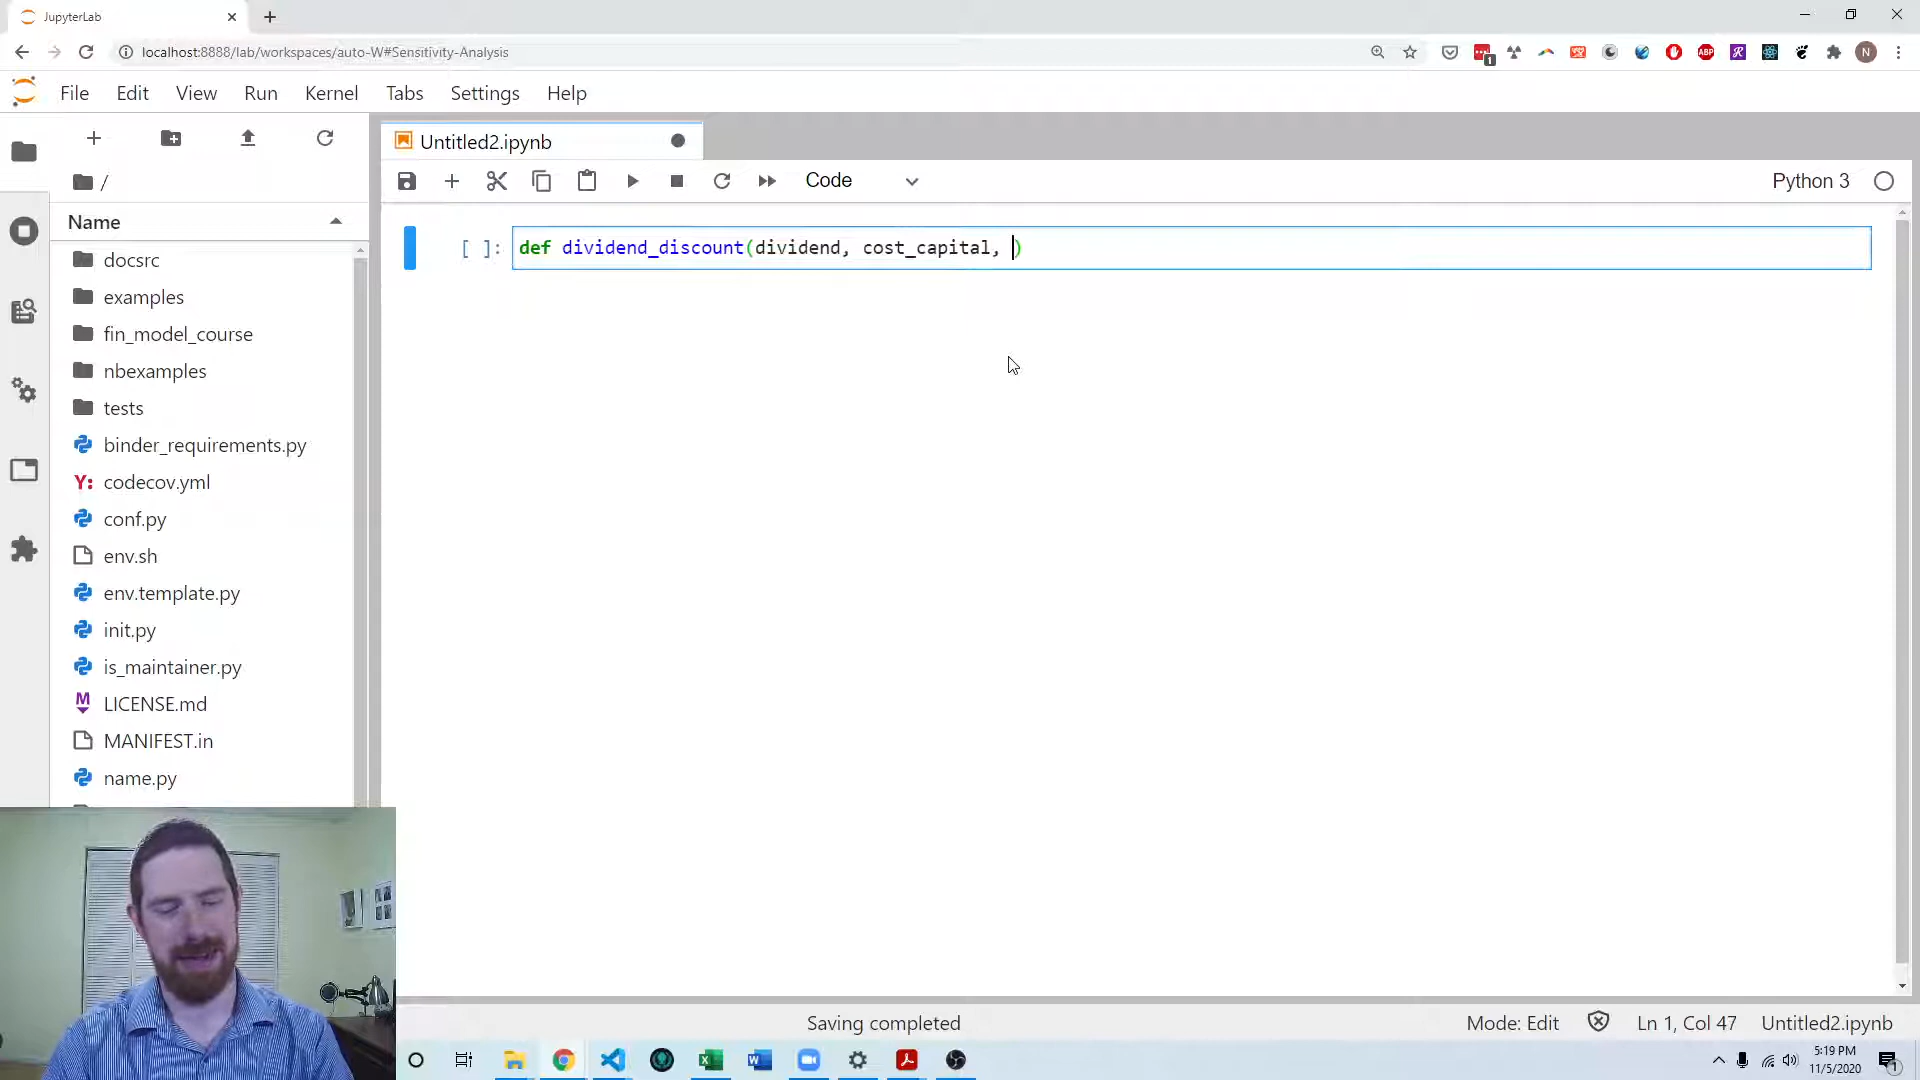 JupyterLab
localhost:8888/lab/workspaces/auto-W#Sensitivity-Analysis
1
ABP
R
N
File Edit View Run Kernel Tabs Settings Help
Untitled2.ipynb
/
Code
Python 3
Name
[ ]: def dividend_discount(dividend, cost_capital, )
docsrc
examples
fin_model_course
nbexamples
tests
binder_requirements.py
Y: codecov.yml
conf.py
env.sh
env.template.py
init.py
is_maintainer.py
M LICENSE.md
MANIFEST.in
name.py
Saving completed
Mode: Edit
Ln 1, Col 47
Untitled2.ipynb
5:19 PM
11/5/2020
1